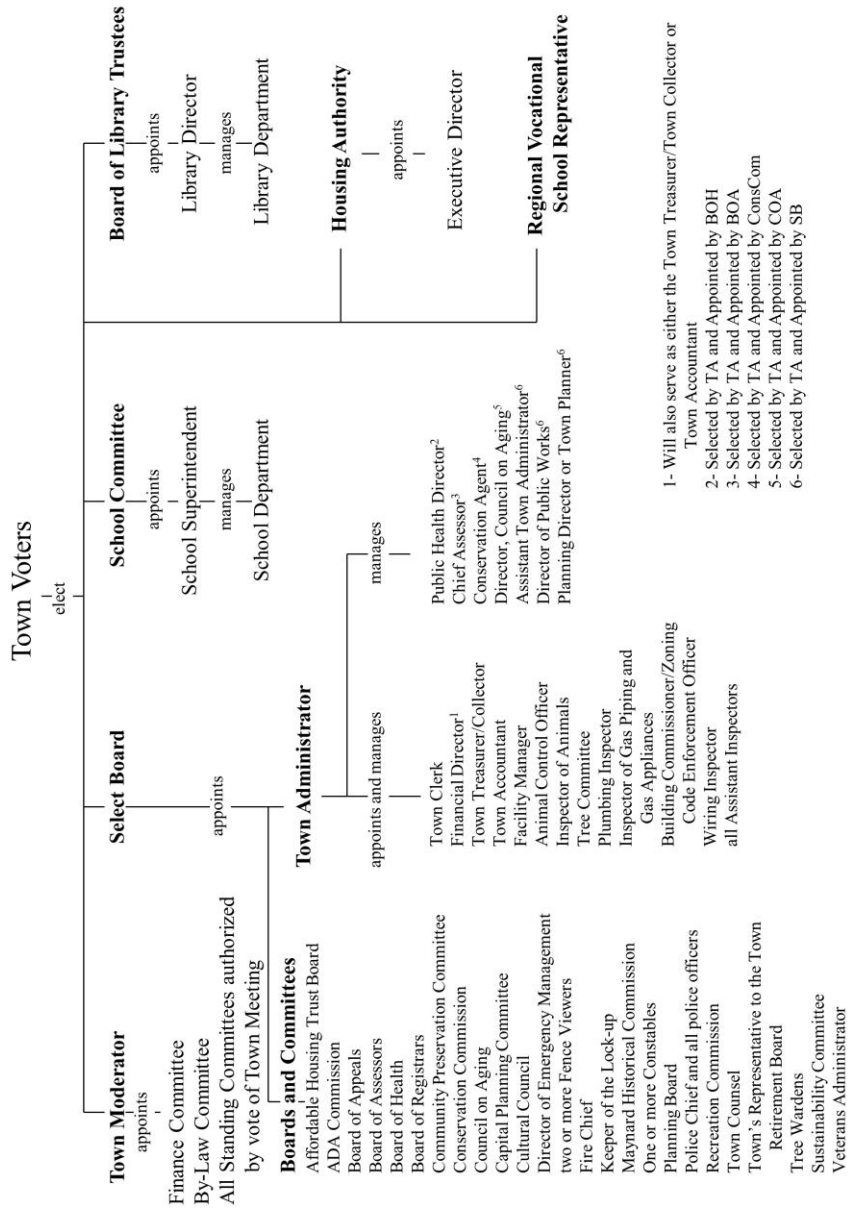 Town Voters
elect
Town Moderator
appoints
Finance Committee
By-Law Committee
All Standing Committees authorized
by vote of Town Meeting
Select Board
appoints
Boards and Committees
Affordable Housing Trust Board
ADA Commission
Board of Appeals
Board of Assessors
Board of Health
Board of Registrars
Community Preservation Committee
Conservation Commission
Council on Aging
Capital Planning Committee
Cultural Council
Director of Emergency Management
two or more Fence Viewers
Fire Chief
Keeper of the Lock-up
Maynard Historical Commission
One or more Constables
Planning Board
Police Chief and all police officers
Recreation Commission
Town Counsel
Town's Representative to the Town
Retirement Board
Tree Wardens
Sustainability Committee
Veterans Administrator
Town Administrator
appoints and manages
Town Clerk
Financial Director1
Town Treasurer/Collector
Town Accountant
Facility Manager
Animal Control Officer
Inspector of Animals
Tree Committee
Plumbing Inspector
Inspector of Gas Piping and
Gas Appliances
Building Commissioner/Zoning
Code Enforcement Officer
Wiring Inspector
all Assistant Inspectors
manages
Public Health Director2
Chief Assessor3
Conservation Agent4
Director, Council on Aging5
Assistant Town Administrator6
Director of Public Works6
Planning Director or Town Planner6
School Committee
appoints
School Superintendent
manages
School Department
Board of Library Trustees
appoints
Library Director
manages
Library Department
Housing Authority
appoints
Executive Director
Regional Vocational
School Representative
1- Will also serve as either the Town Treasurer/Town Collector or
Town Accountant
2- Selected by TA and Appointed by BOH
3- Selected by TA and Appointed by BOA
4- Selected by TA and Appointed by ConsCom
5- Selected by TA and Appointed by COA
6- Selected by TA and Appointed by SB